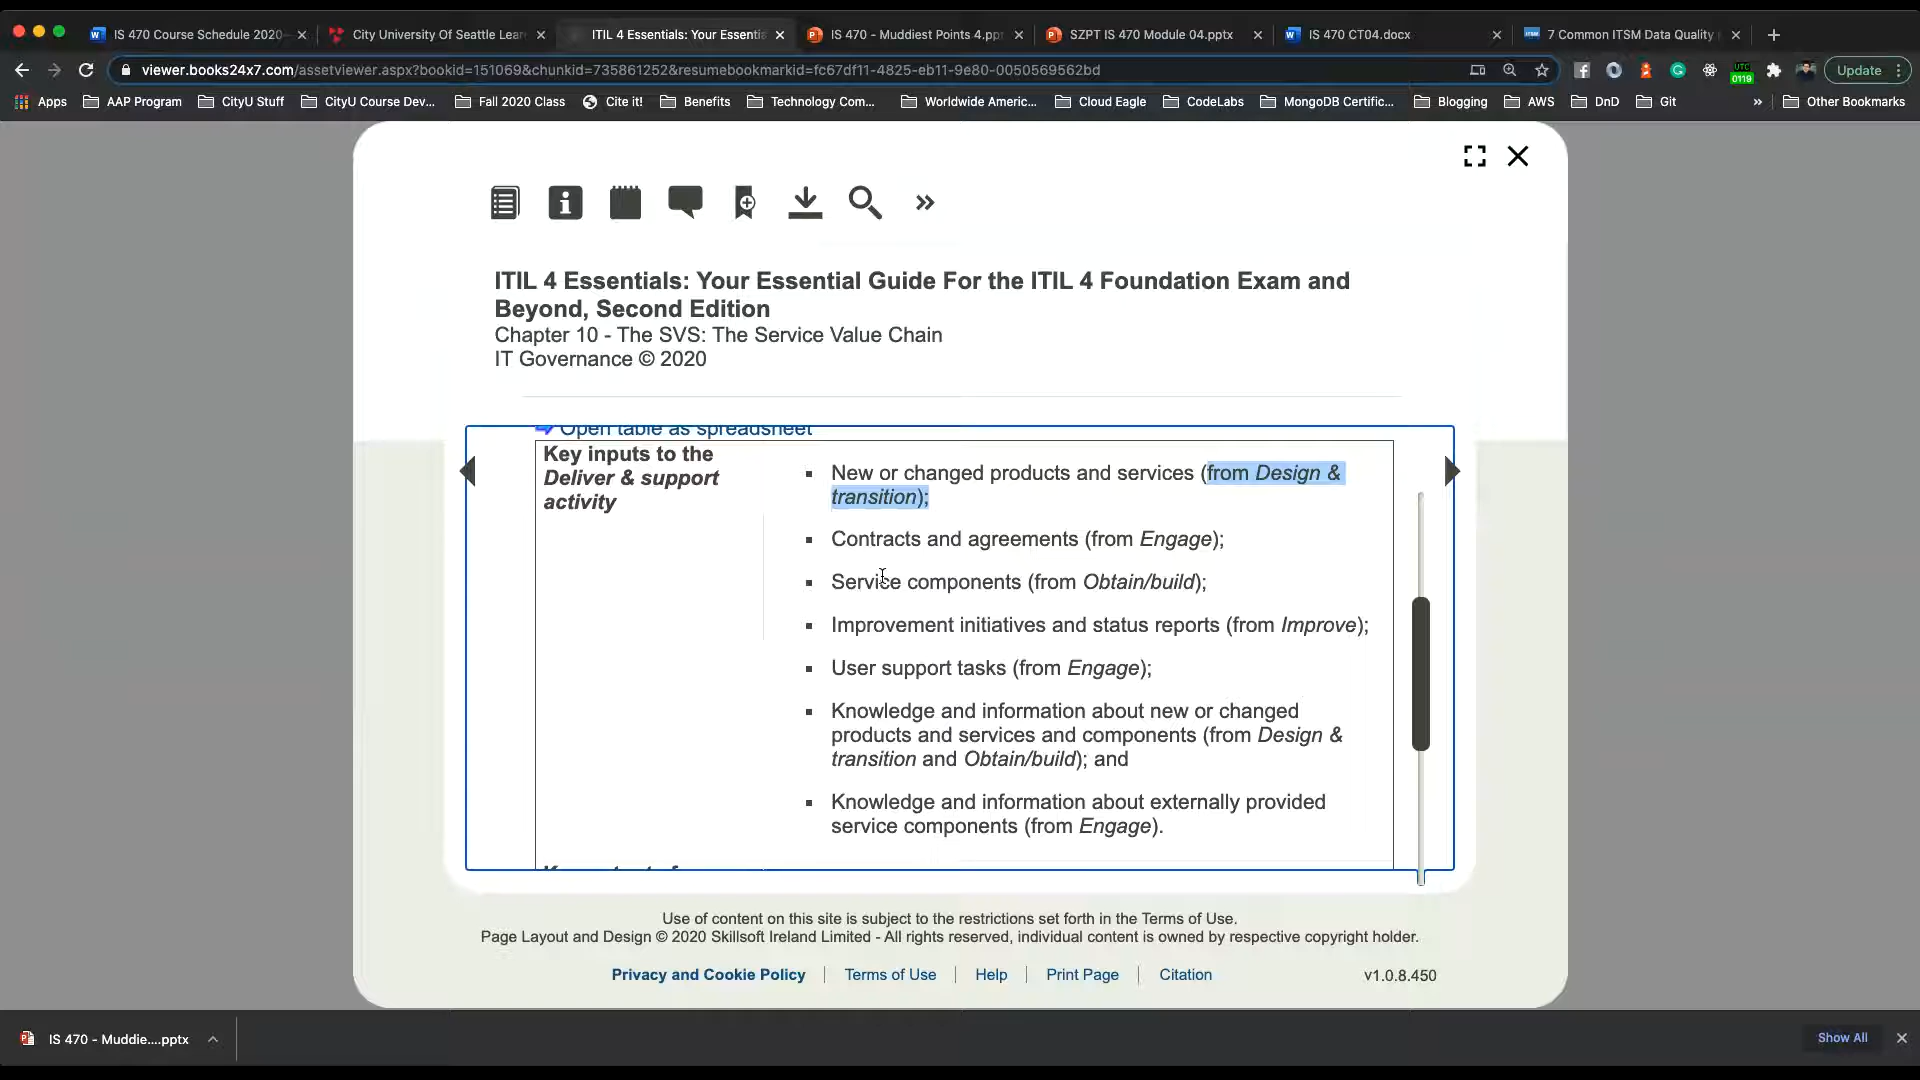 IS 470 Course Schedule 2020
City University Of Seattle Lear
ITIL 4 Essentials: Your Essentia
IS 470 - Muddiest Points 4.pp
SZPT IS 470 Module 04.pptx
IS 470 CT04.docx
7 Common ITSM Data Quality
viewer.books24x7.com/assetviewer.aspx?bookid=151069&chunkid=735861252&resumebookmarkid=fc67df11-4825-eb11-9e80-0050569562bd
UTC
0119
Update
Apps
AAP Program
CityU Stuff
CityU Course Dev...
Fall 2020 Class
Cite it!
Benefits
Technology Com...
Worldwide Americ...
Cloud Eagle
CodeLabs
MongoDB Certific...
Blogging
AWS
DnD
Git
»
Other Bookmarks
ITIL 4 Essentials: Your Essential Guide For the ITIL 4 Foundation Exam and
Beyond, Second Edition
Chapter 10 - The SVS: The Service Value Chain
IT Governance © 2020
Open table as spreadsheet
Key inputs to the
Deliver & support
activity
▪ New or changed products and services (from Design &
transition);
▪ Contracts and agreements (from Engage);
▪ Service components (from Obtain/build);
▪ Improvement initiatives and status reports (from Improve);
▪ User support tasks (from Engage);
▪ Knowledge and information about new or changed
products and services and components (from Design &
transition and Obtain/build); and
▪ Knowledge and information about externally provided
service components (from Engage).
Use of content on this site is subject to the restrictions set forth in the Terms of Use.
Page Layout and Design © 2020 Skillsoft Ireland Limited - All rights reserved, individual content is owned by respective copyright holder.
Privacy and Cookie Policy | Terms of Use | Help | Print Page | Citation
v1.0.8.450
IS 470 - Muddie....pptx
Show All